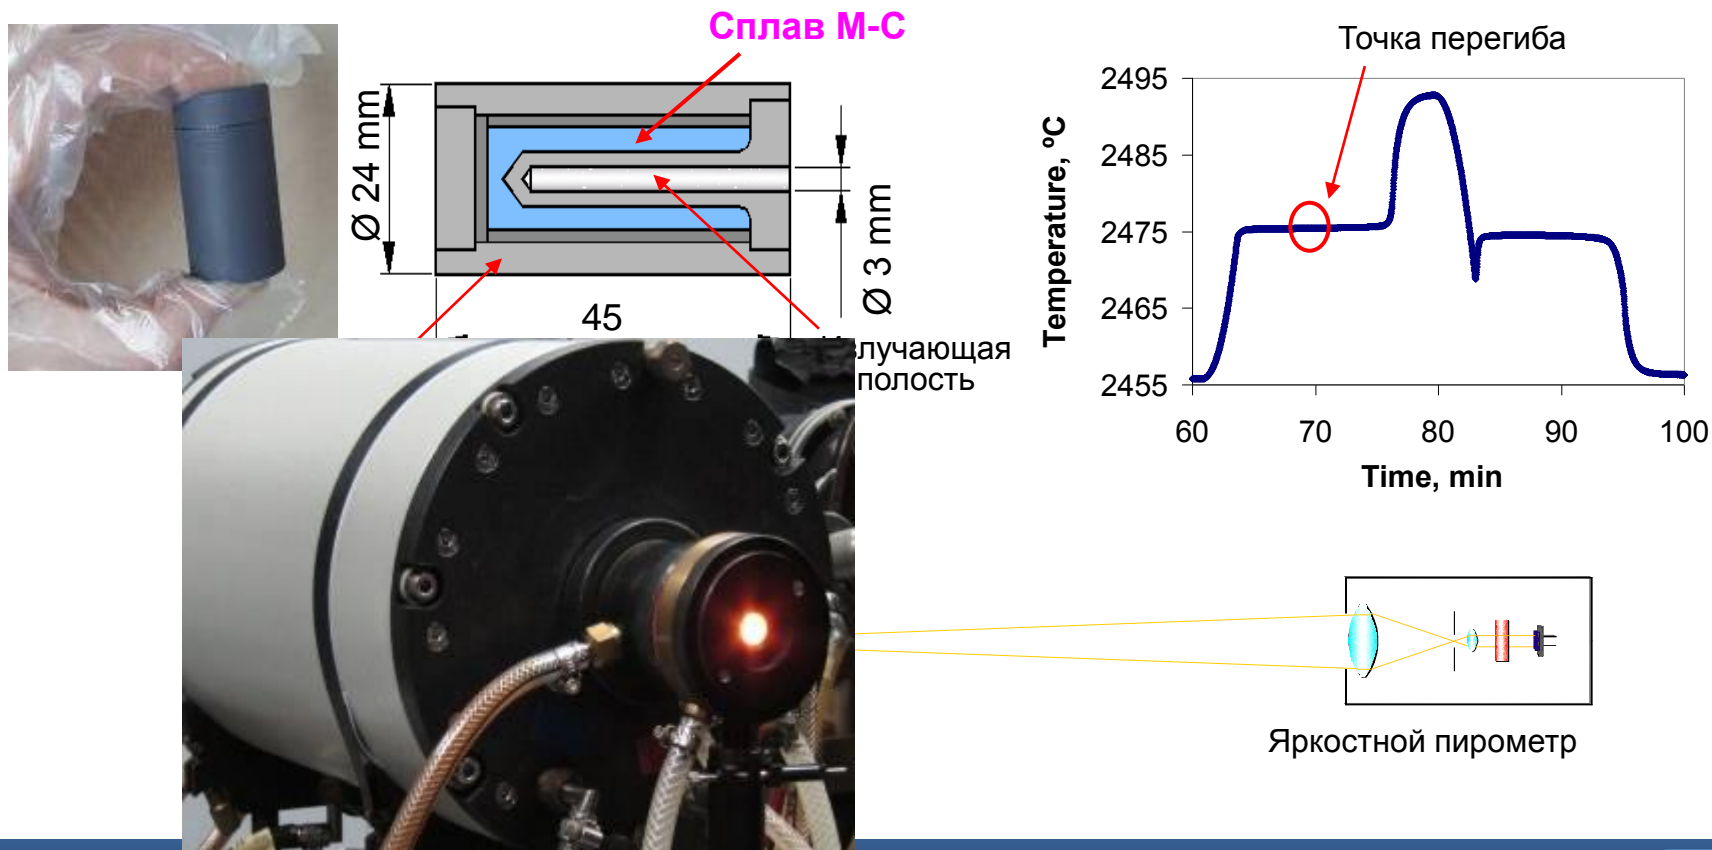 Сплав М-С
Ø 24 mm
Ø 3 mm
45
лучающая
полость
Точка перегиба
Temperature, ºC
2495
2485
2475
2465
2455
60 70 80 90 100
Time, min
Яркостной пирометр